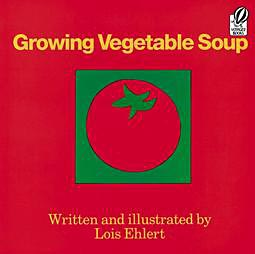 Growing Vegetable Soup
Written and illustrated by
Lois Ehlert